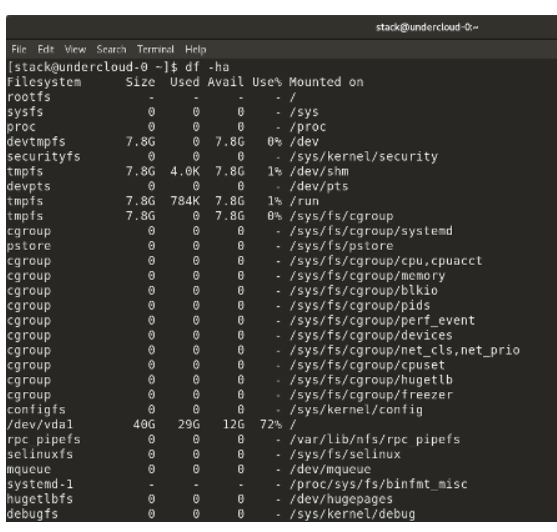 stack@undercloud-0:~
File Edit View Search Terminal Help
[stack@undercloud-0 ~]$ df -ha
Filesystem Size Used Avail Use% Mounted on
rootfs - - - - /
sysfs 0 0 0 - /sys
proc 0 0 0 - /proc
devtmpfs 7.8G 0 7.8G 0% /dev
securityfs 0 0 0 - /sys/kernel/security
tmpfs 7.8G 4.0K 7.8G 1% /dev/shm
devpts 0 0 0 - /dev/pts
tmpfs 7.8G 784K 7.8G 1% /run
tmpfs 7.8G 0 7.8G 0% /sys/fs/cgroup
cgroup 0 0 0 - /sys/fs/cgroup/systemd
pstore 0 0 0 - /sys/fs/pstore
cgroup 0 0 0 - /sys/fs/cgroup/cpu,cpuacct
cgroup 0 0 0 - /sys/fs/cgroup/memory
cgroup 0 0 0 - /sys/fs/cgroup/blkio
cgroup 0 0 0 - /sys/fs/cgroup/pids
cgroup 0 0 0 - /sys/fs/cgroup/perf_event
cgroup 0 0 0 - /sys/fs/cgroup/devices
cgroup 0 0 0 - /sys/fs/cgroup/net_cls,net_prio
cgroup 0 0 0 - /sys/fs/cgroup/cpuset
cgroup 0 0 0 - /sys/fs/cgroup/hugetlb
cgroup 0 0 0 - /sys/fs/cgroup/freezer
configfs 0 0 0 - /sys/kernel/config
/dev/vda1 40G 29G 12G 72% /
rpc_pipefs 0 0 0 - /var/lib/nfs/rpc_pipefs
selinuxfs 0 0 0 - /sys/fs/selinux
mqueue 0 0 0 - /dev/mqueue
systemd-1 - - - - /proc/sys/fs/binfmt_misc
hugetlbfs 0 0 0 - /dev/hugepages
debugfs 0 0 0 - /sys/kernel/debug